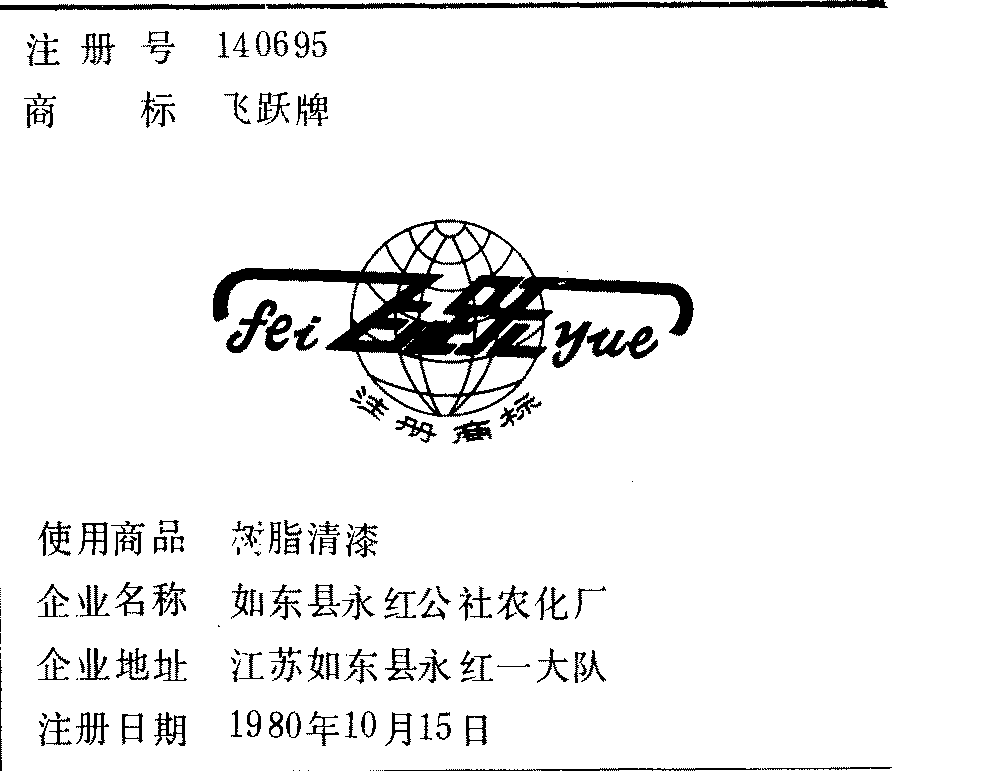 注册号 140695
商标 飞跃牌
fei 飞跃 yue
注册商标
使用商品 树脂清漆
企业名称 如东县永红公社农化厂
企业地址 江苏如东县永红一大队
注册日期 1980年10月15日